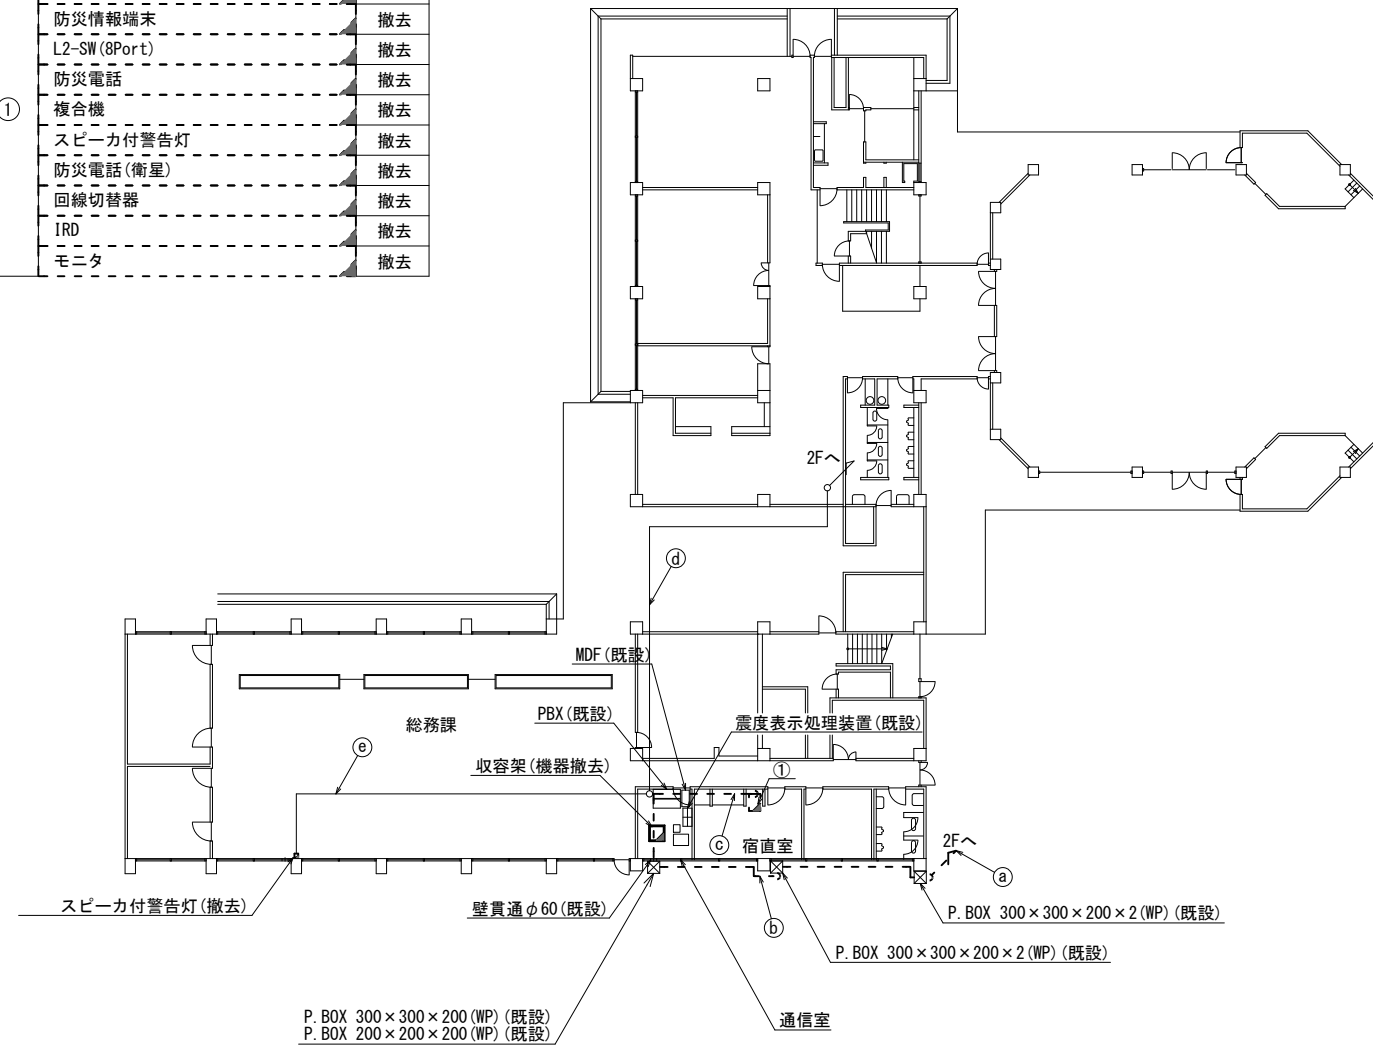 防災情報端末 撤去
L2-SW(8Port) 撤去
防災電話 撤去
① 複合機 撤去
スピーカ付警告灯 撤去
防災電話(衛星) 撤去
回線切替器 撤去
IRD 撤去
モニタ 撤去
2Fへ
ⓓ
MDF(既設)
PBX(既設)
震度表示処理装置(既設)
総務課
ⓔ
収容架(機器撤去)
①
ⓒ 宿直室
2Fへ
ⓐ
スピーカ付警告灯(撤去)
壁貫通φ60(既設)
ⓑ
P.BOX 300×300×200×2(WP)(既設)
P.BOX 300×300×200×2(WP)(既設)
P.BOX 300×300×200(WP)(既設)
P.BOX 200×200×200(WP)(既設)
通信室